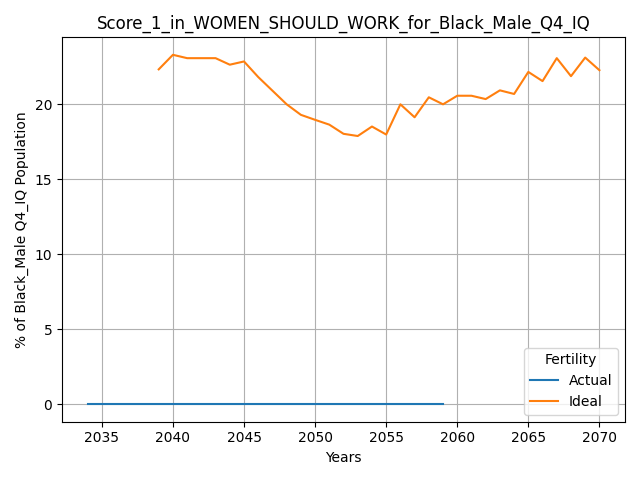 Score_1_in_WOMEN_SHOULD_WORK_for_Black_Male_Q4_IQ
% of Black_Male Q4_IQ Population
20
15
10
5
0
Fertility
Actual
Ideal
2035 2040 2045 2050 2055 2060 2065 2070
Years